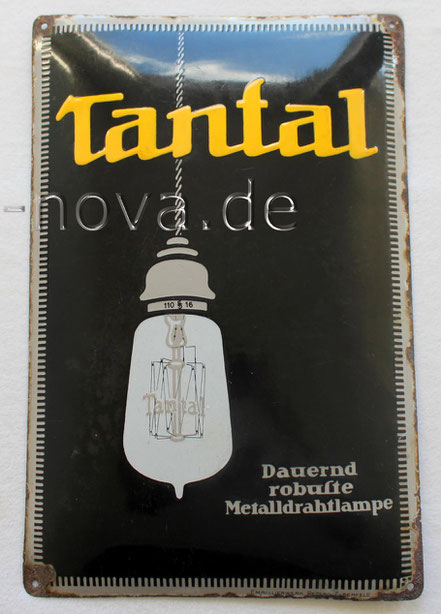 Tantal
nova.de
110 16
Tantal
Dauernd
robuſte
Metalldrahtlampe